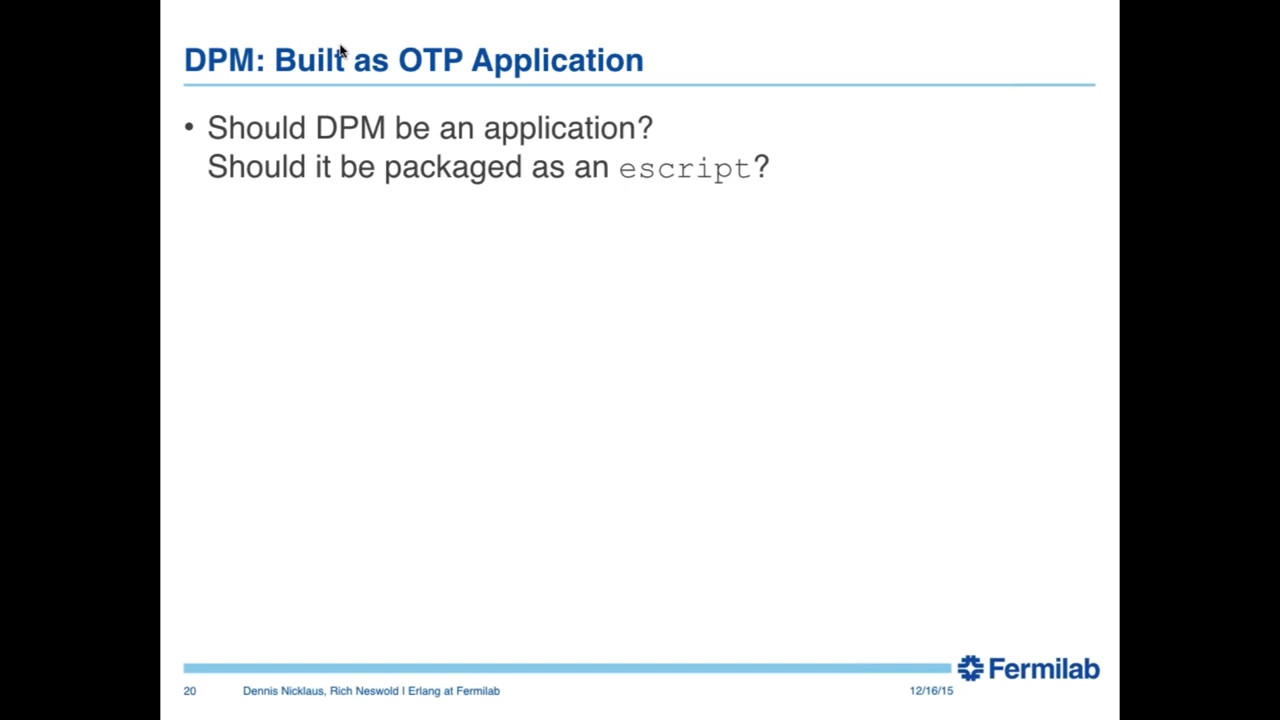 DPM: Built as OTP Application
• Should DPM be an application?
Should it be packaged as an escript?
Fermilab
20 Dennis Nicklaus, Rich Neswold I Erlang at Fermilab 12/16/15